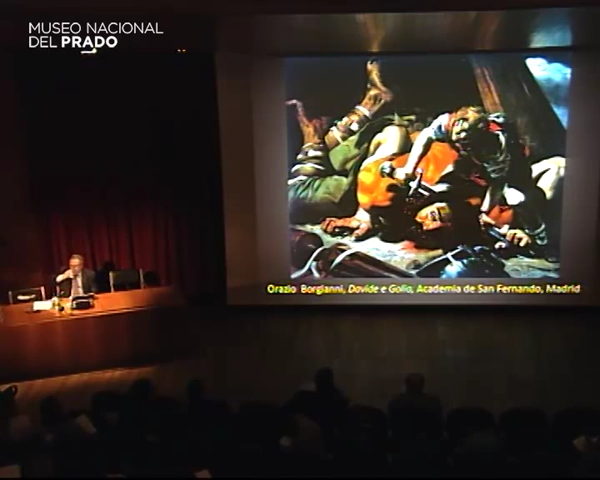 MUSEO NACIONAL
DEL PRADO
Orazio Borgianni, Davide e Golia, Academia de San Fernando, Madrid